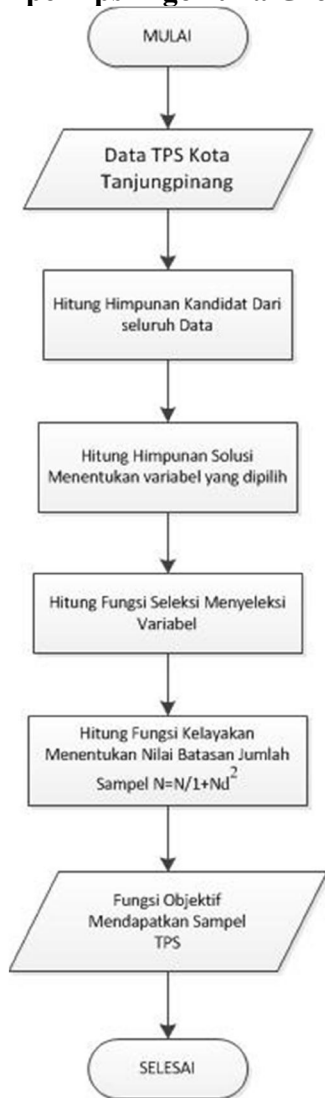 MULAI
Data TPS Kota
Tanjungpinang
Hitung Himpunan Kandidat Dari
seluruh Data
Hitung Himpunan Solusi
Menentukan variabel yang dipilih
Hitung Fungsi Seleksi Menyeleksi
Variabel
Hitung Fungsi Kelayakan
Menentukan Nilai Batasan Jumlah
Sampel N=N/1+Nd²
Fungsi Objektif
Mendapatkan Sampel
TPS
SELESAI